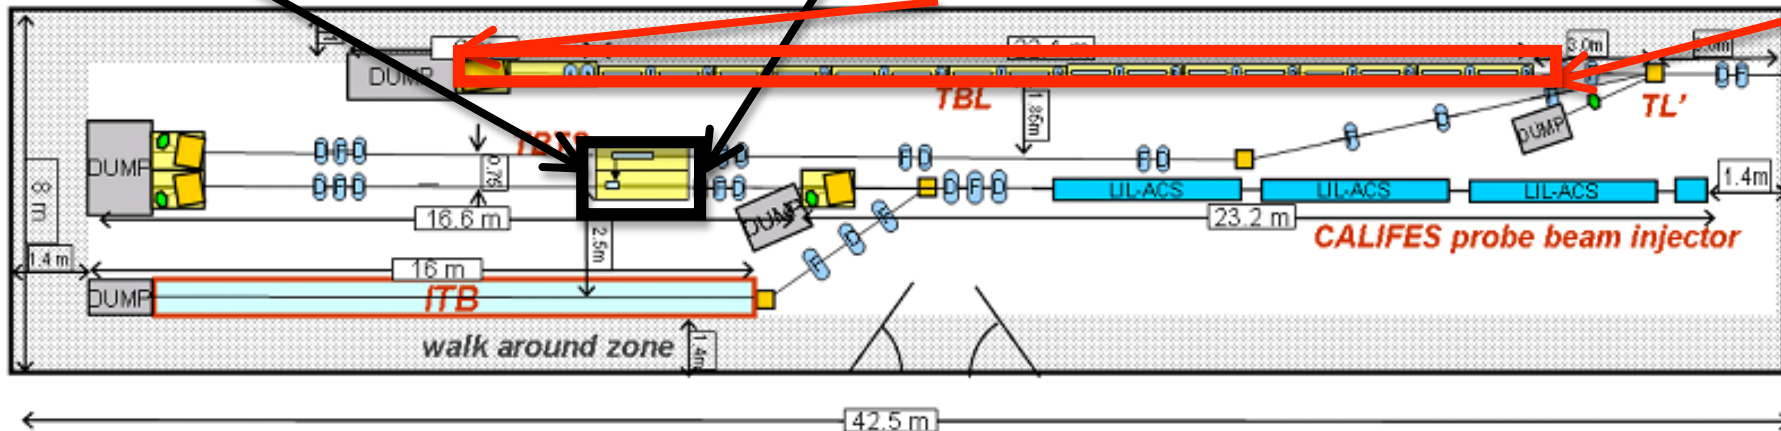 3.0m
DUMP
TBL
1.85m
TL'
DUMP
8 m
DUMP
0.75
LIL-ACS
LIL-ACS
LIL-ACS
1.4m
16.6 m
DUMP
23.2 m
2.5m
CALIFES probe beam injector
1.4 m
16 m
DUMP
ITB
walk around zone
1.4m
42.5 m